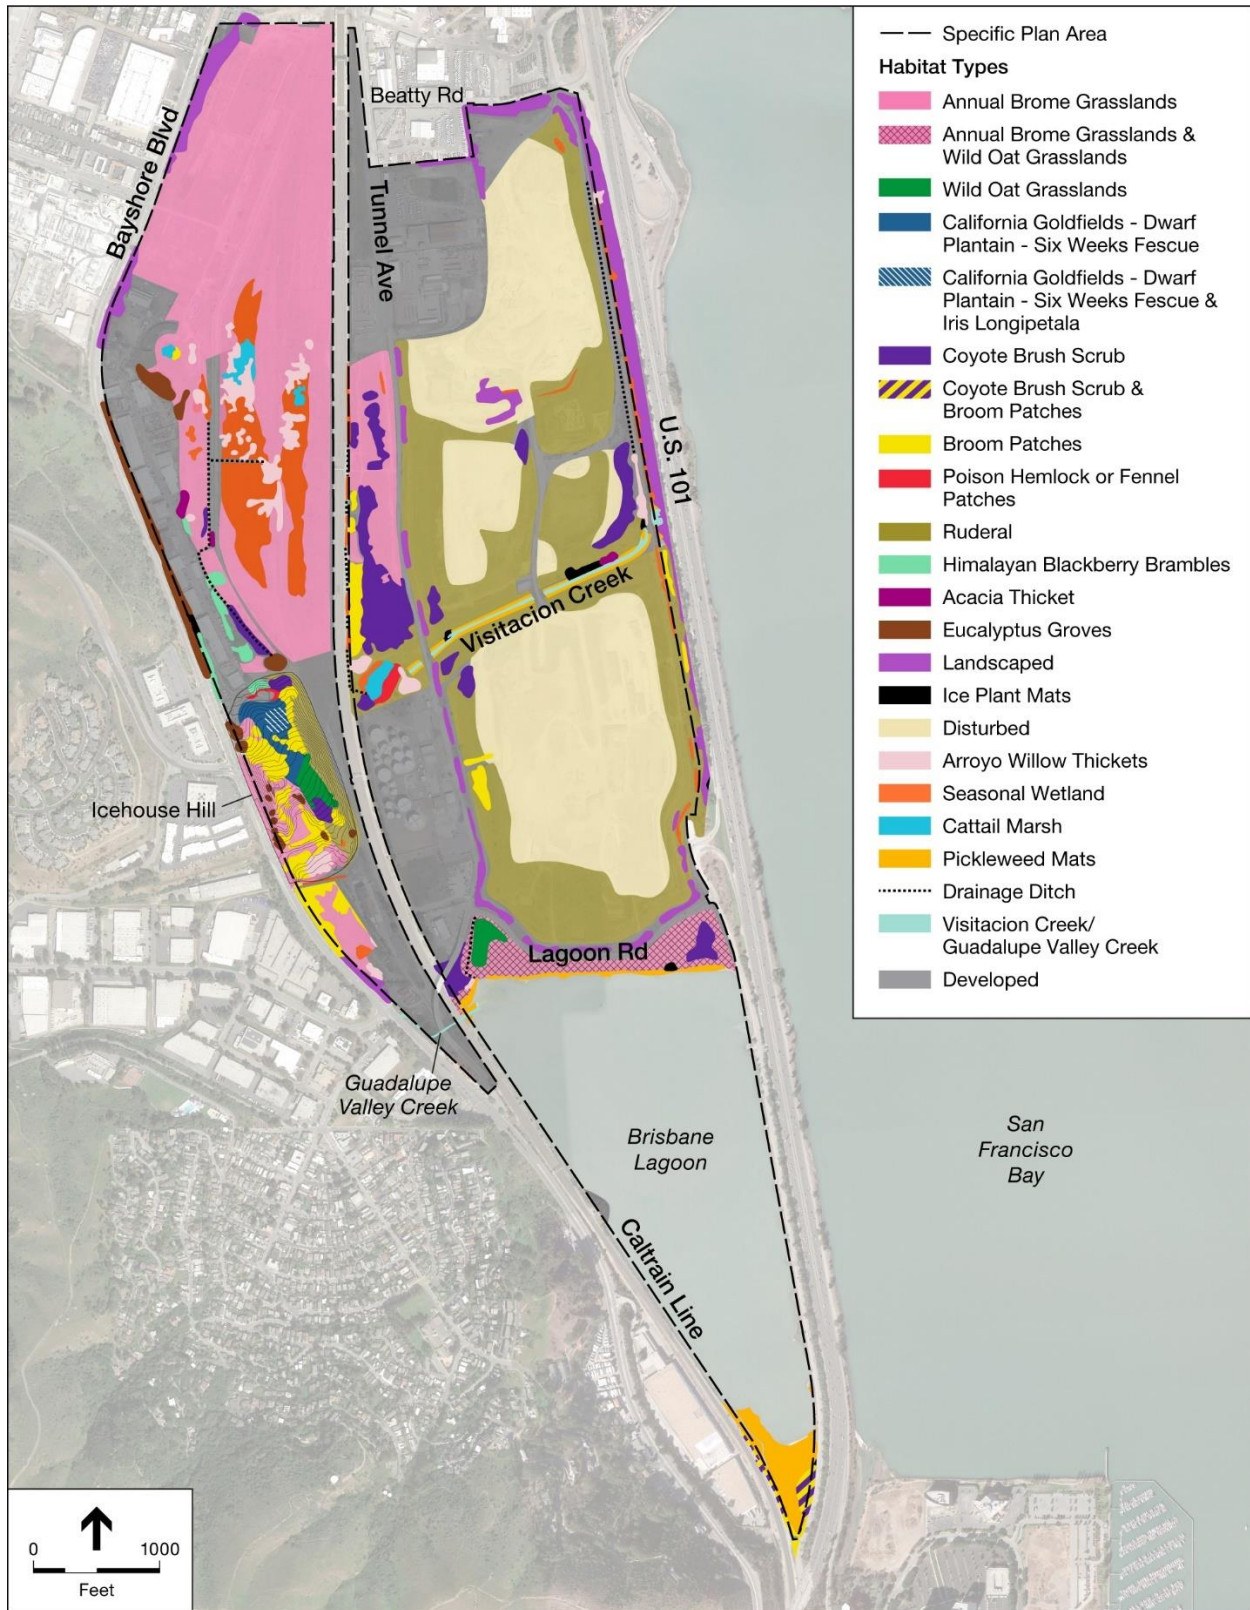 Specific Plan Area
Habitat Types
Annual Brome Grasslands
Annual Brome Grasslands &
Wild Oat Grasslands
Wild Oat Grasslands
California Goldfields - Dwarf
Plantain - Six Weeks Fescue
California Goldfields - Dwarf
Plantain - Six Weeks Fescue &
Iris Longipetala
Coyote Brush Scrub
Coyote Brush Scrub &
Broom Patches
Broom Patches
Poison Hemlock or Fennel
Patches
Ruderal
Himalayan Blackberry Brambles
Acacia Thicket
Eucalyptus Groves
Landscaped
Ice Plant Mats
Disturbed
Arroyo Willow Thickets
Seasonal Wetland
Cattail Marsh
Pickleweed Mats
Drainage Ditch
Visitacion Creek/
Guadalupe Valley Creek
Developed
Beatty Rd
Bayshore Blvd
Tunnel Ave
U.S. 101
Visitacion Creek
Icehouse Hill
Lagoon Rd
Guadalupe
Valley Creek
Brisbane
Lagoon
San
Francisco
Bay
Caltrain Line
0 1000
Feet